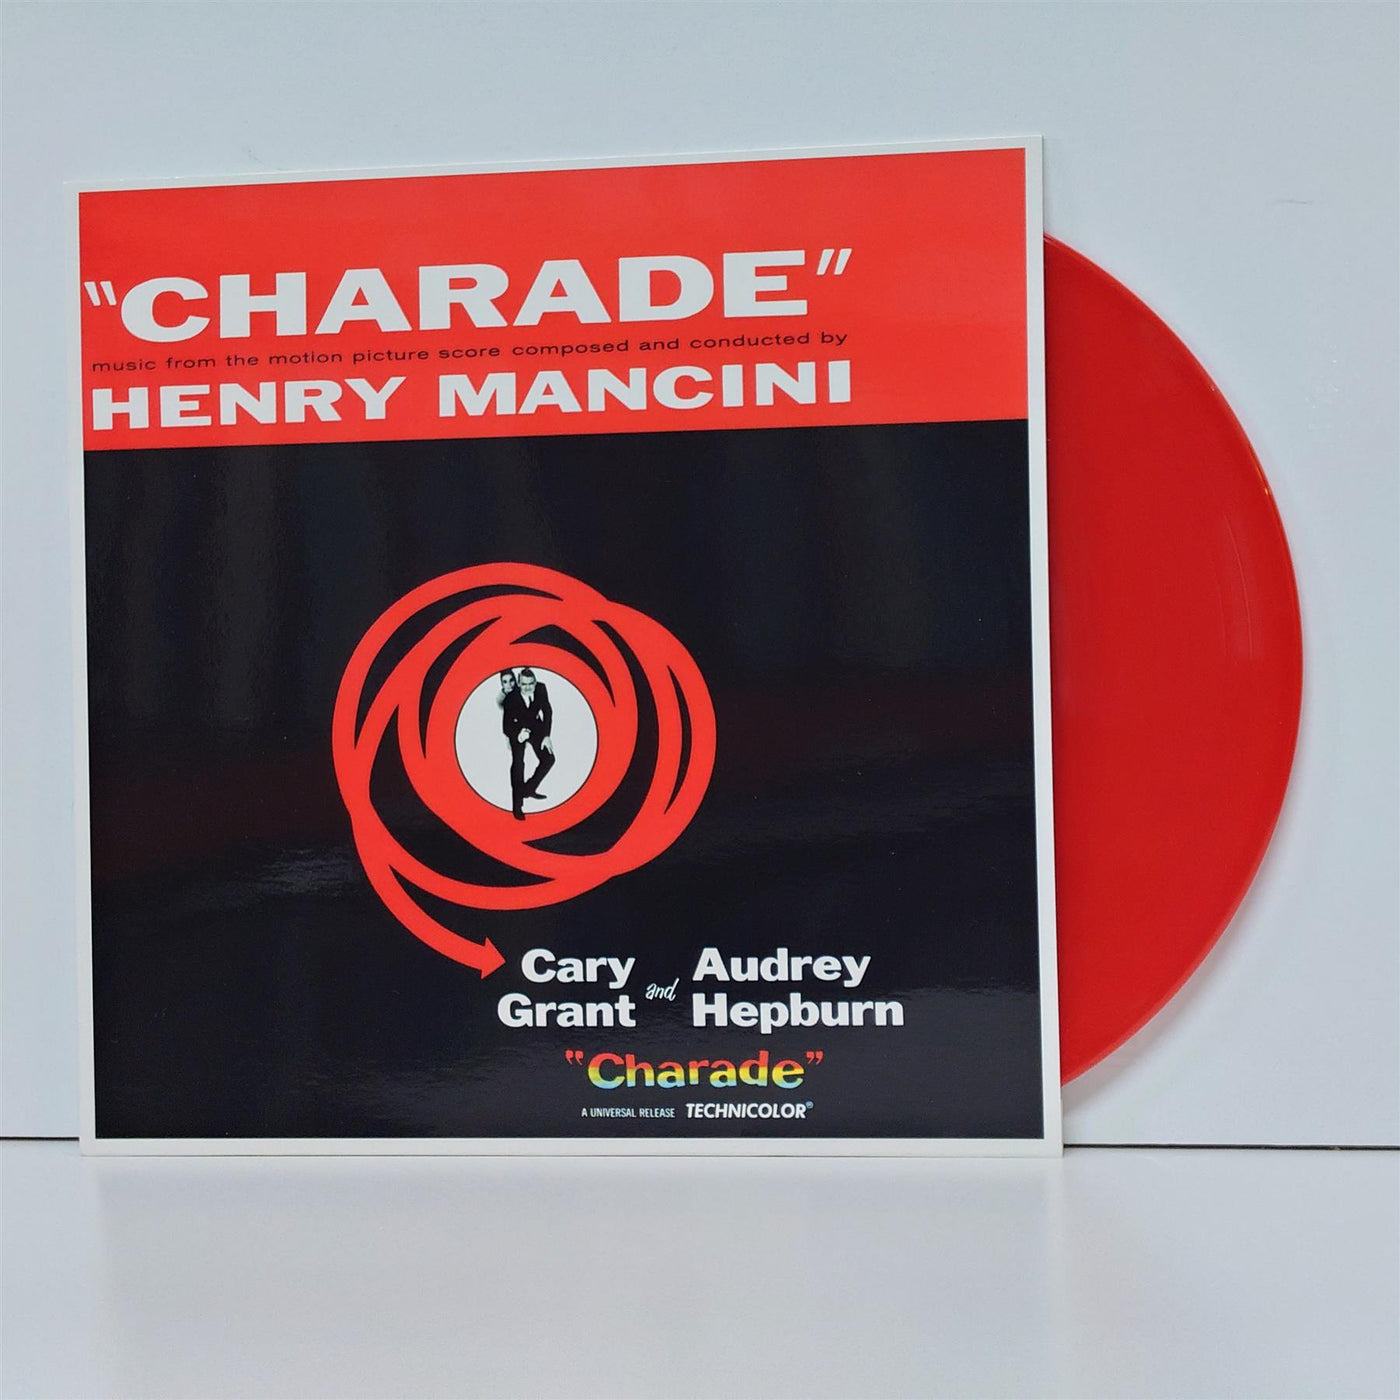 "CHARADE"
music from the motion picture score composed and conducted by
HENRY MANCINI
Cary Grant and Audrey Hepburn
"Charade"
A UNIVERSAL RELEASE TECHNICOLOR®